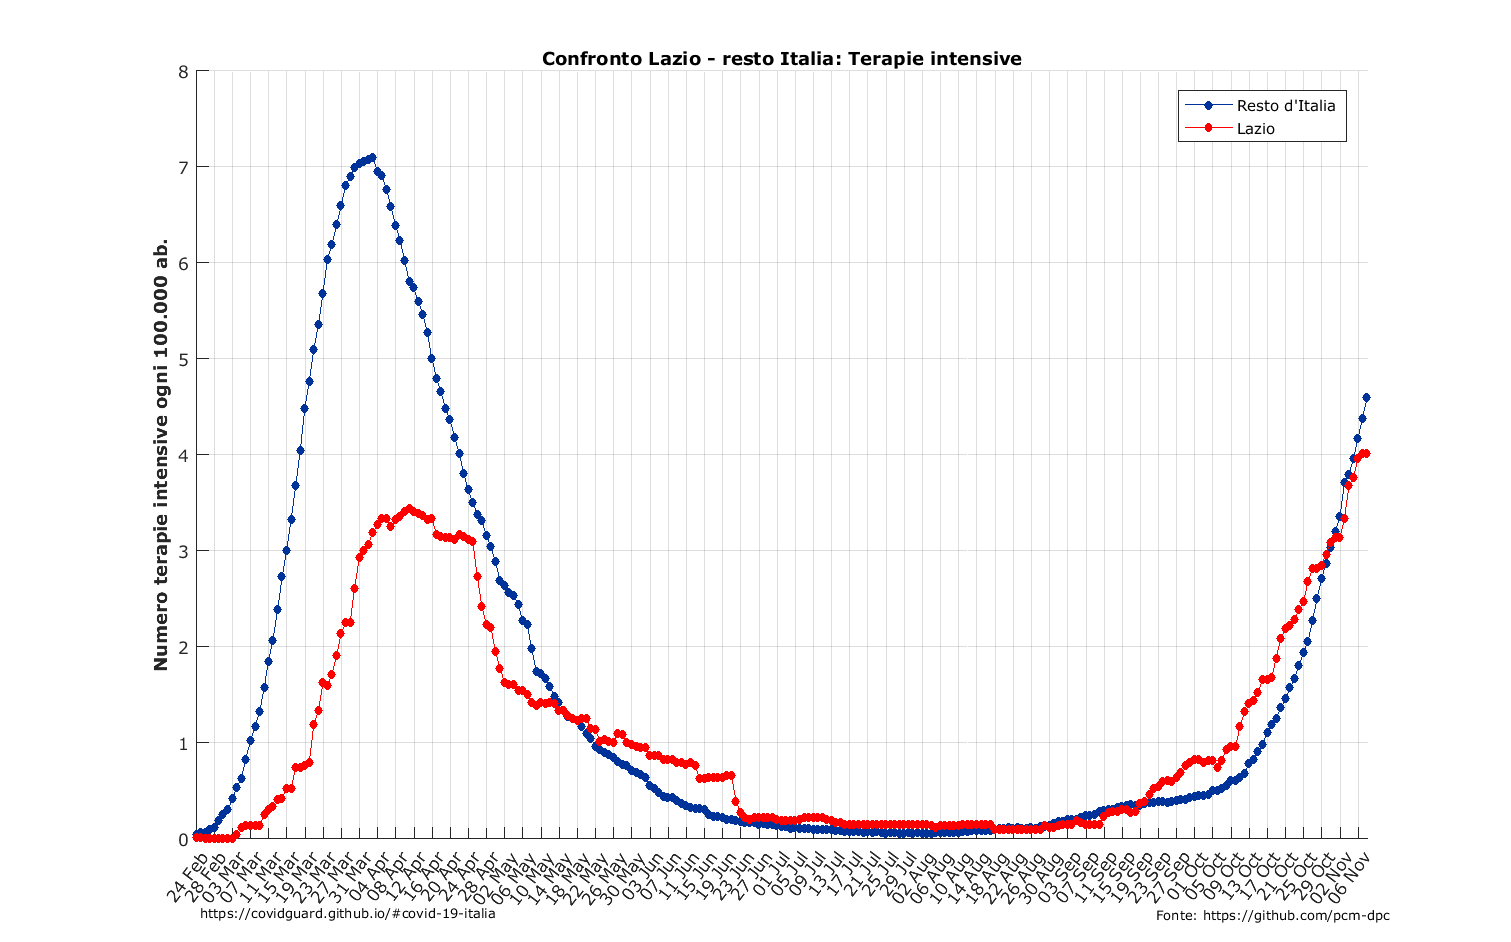 Confronto Lazio - resto Italia: Terapie intensive
Resto d'Italia
Lazio
Numero terapie intensive ogni 100.000 ab.
8
7
6
5
4
3
2
1
0
24 Feb
28 Feb
03 Mar
07 Mar
11 Mar
15 Mar
19 Mar
23 Mar
27 Mar
31 Mar
04 Apr
08 Apr
12 Apr
16 Apr
20 Apr
24 Apr
28 Apr
02 May
06 May
10 May
14 May
18 May
22 May
26 May
30 May
03 Jun
07 Jun
11 Jun
15 Jun
19 Jun
23 Jun
27 Jun
01 Jul
05 Jul
09 Jul
13 Jul
17 Jul
21 Jul
25 Jul
29 Jul
02 Aug
06 Aug
10 Aug
14 Aug
18 Aug
22 Aug
26 Aug
30 Aug
03 Sep
07 Sep
11 Sep
15 Sep
19 Sep
23 Sep
27 Sep
01 Oct
05 Oct
09 Oct
13 Oct
17 Oct
21 Oct
25 Oct
29 Oct
02 Nov
06 Nov
https://covidguard.github.io/#covid-19-italia
Fonte: https://github.com/pcm-dpc